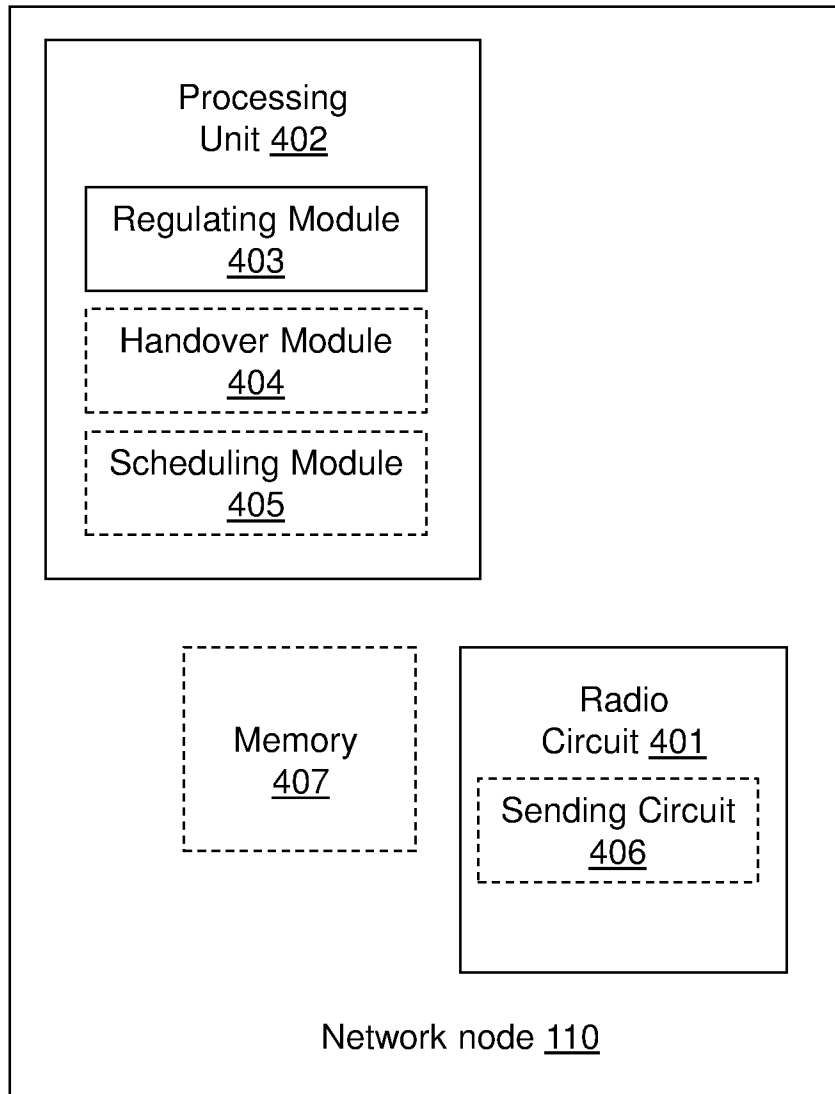 Processing
Unit 402
Regulating Module
403
Handover Module
404
Scheduling Module
405
Memory
407
Radio
Circuit 401
Sending Circuit
406
Network node 110